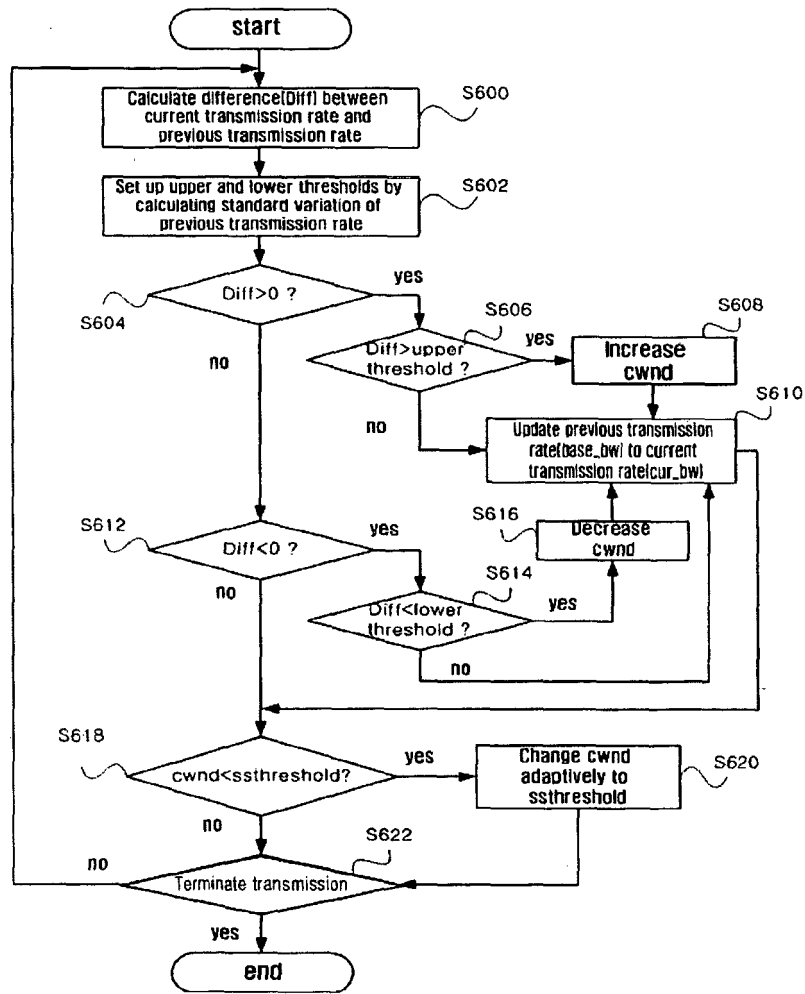 start
Calculate difference(Diff) between
current transmission rate and
previous transmission rate
S600
Set up upper and lower thresholds by
calculating standard variation of
previous transmission rate
S602
Diff>0 ?
yes
S604
no
Diff>upper
threshold ?
S606
yes
no
Increase
cwnd
S608
Update previous transmission
rate(base_bw) to current
transmission rate(cur_bw)
S610
S612
Diff<0 ?
yes
no
Diff<lower
threshold ?
S614
yes
no
S616
Decrease
cwnd
S618
cwnd<ssthreshold?
yes
no
Change cwnd
adaptively to
ssthreshold
S620
S622
Terminate transmission
no
yes
end